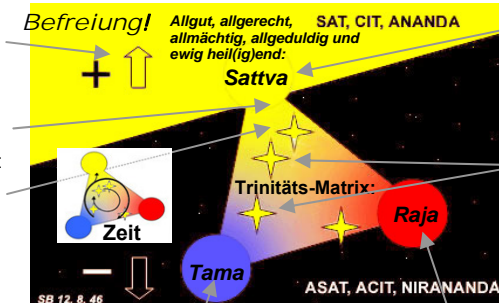 Befreiung!
Allgut, allgerecht,
allmächtig, allgeduldig und
ewig heil(ig)end:
SAT, CIT, ANANDA
+
Sattva
Trinitäts-Matrix:
Zeit
Raja
–
Tama
SB 12. 8. 46
ASAT, ACIT, NIRANANDA